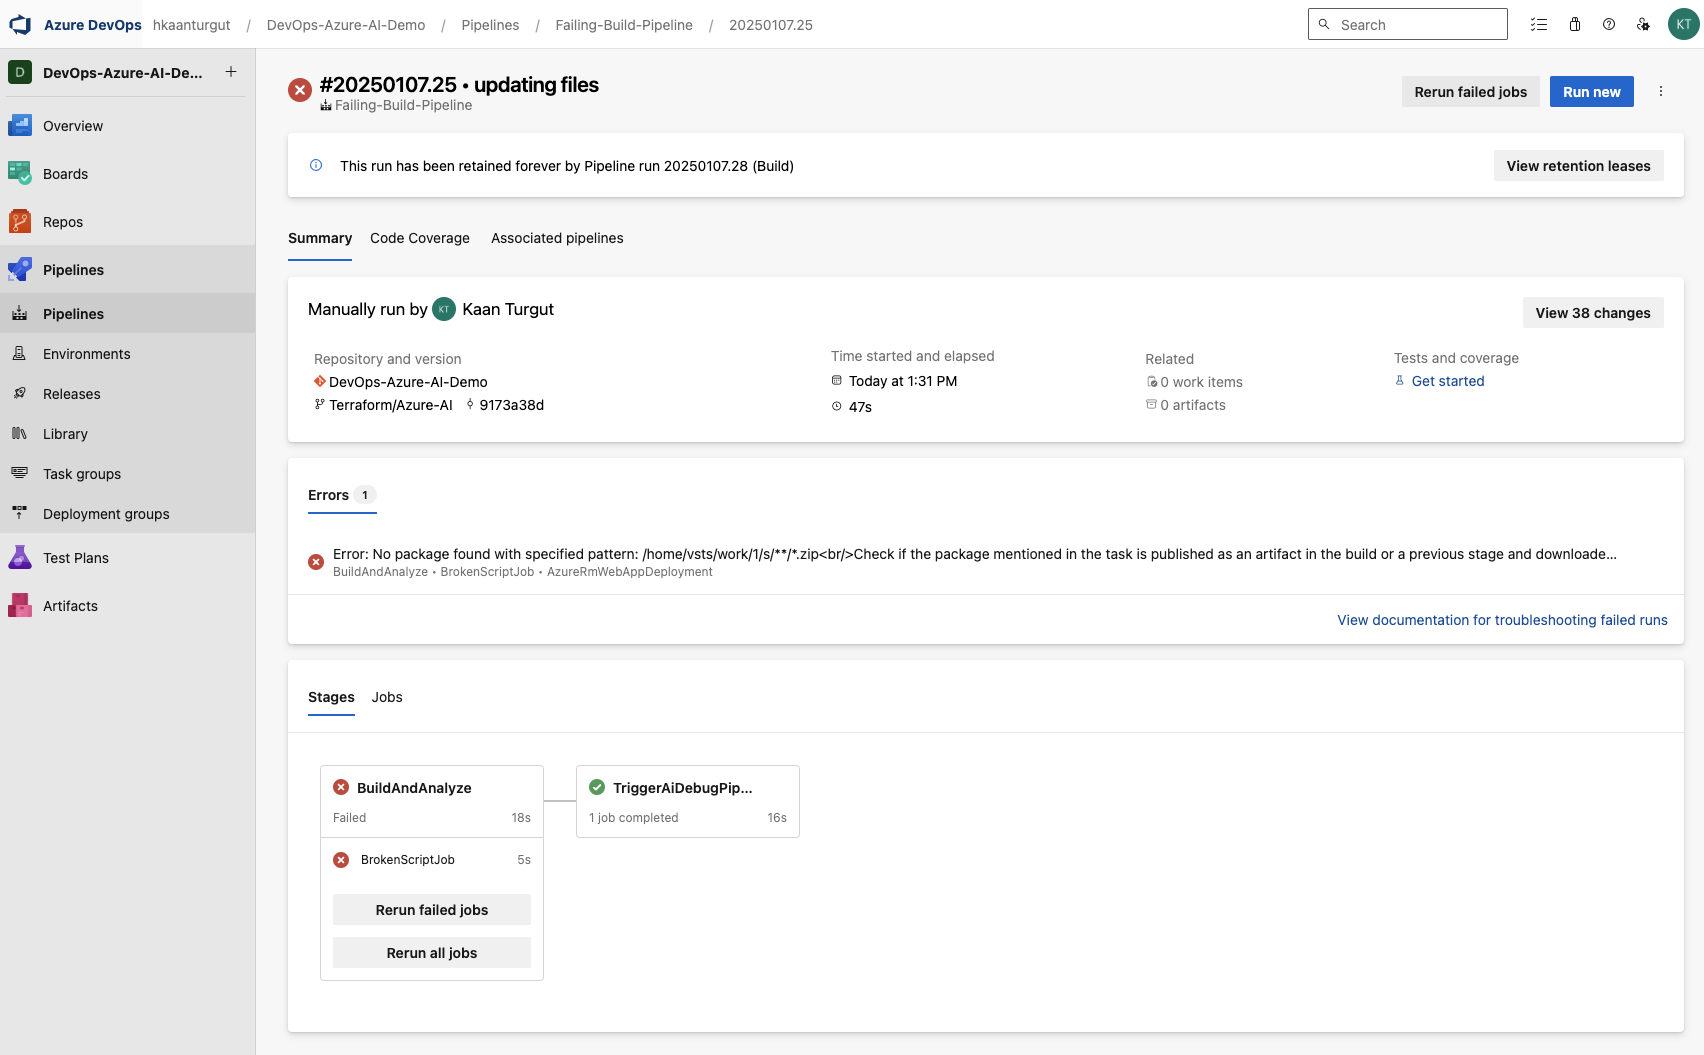 Azure DevOps hkaanturgut / DevOps-Azure-AI-Demo / Pipelines / Failing-Build-Pipeline / 20250107.25
Search
KT
D DevOps-Azure-AI-De... +
Overview
Boards
Repos
Pipelines
Pipelines
Environments
Releases
Library
Task groups
Deployment groups
Test Plans
Artifacts
#20250107.25 • updating files
Failing-Build-Pipeline
Rerun failed jobs
Run new
This run has been retained forever by Pipeline run 20250107.28 (Build)
View retention leases
Summary Code Coverage Associated pipelines
Manually run by KT Kaan Turgut
View 38 changes
Repository and version
DevOps-Azure-AI-Demo
Terraform/Azure-AI 9173a38d
Time started and elapsed
Today at 1:31 PM
47s
Related
0 work items
0 artifacts
Tests and coverage
Get started
Errors 1
Error: No package found with specified pattern: /home/vsts/work/1/s/**/*.zip<br/>Check if the package mentioned in the task is published as an artifact in the build or a previous stage and downloade...
BuildAndAnalyze • BrokenScriptJob • AzureRmWebAppDeployment
View documentation for troubleshooting failed runs
Stages Jobs
BuildAndAnalyze
Failed 18s
BrokenScriptJob 5s
Rerun failed jobs
Rerun all jobs
TriggerAiDebugPip...
1 job completed 16s